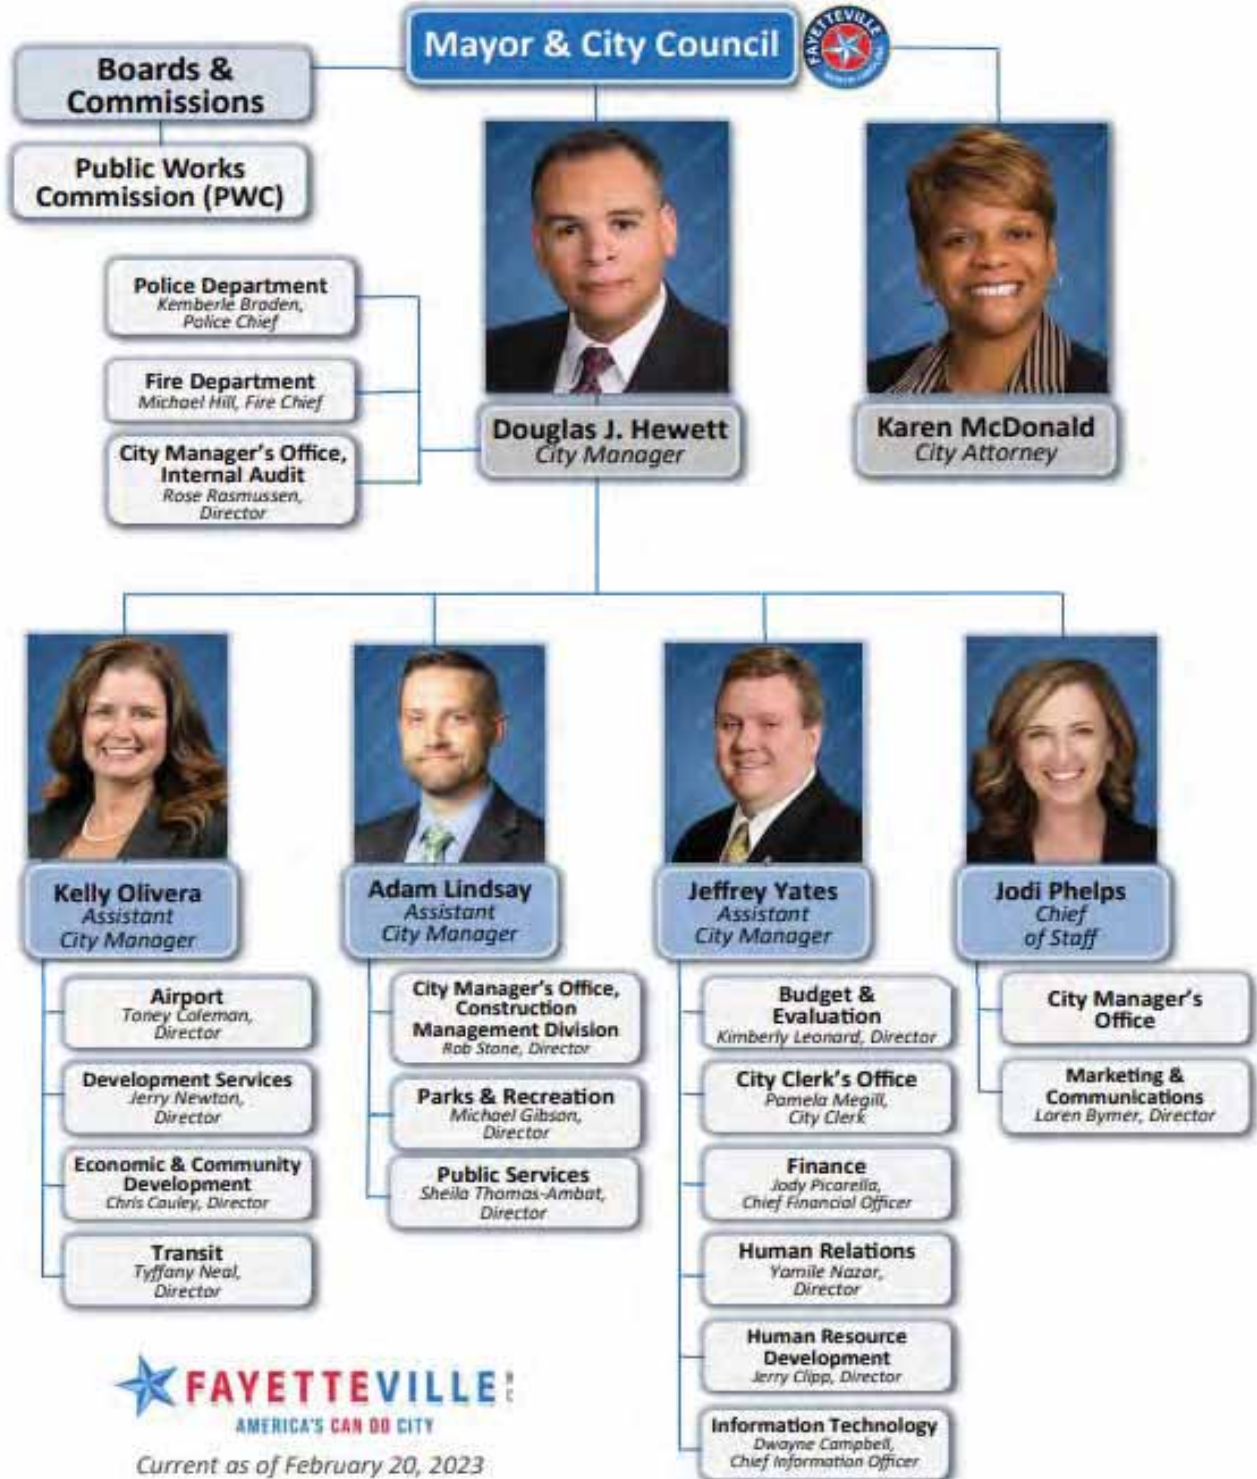 Mayor & City Council
FAYETTEVILLE
Boards &
Commissions
Public Works
Commission (PWC)
Police Department
Kemberle Braden,
Police Chief
Fire Department
Michael Hill, Fire Chief
City Manager's Office,
Internal Audit
Rose Rasmussen,
Director
Douglas J. Hewett
City Manager
Karen McDonald
City Attorney
Kelly Olivera
Assistant
City Manager
Airport
Toney Coleman,
Director
Development Services
Jerry Newton,
Director
Economic & Community
Development
Chris Cauley, Director
Transit
Tyffany Neal,
Director
Adam Lindsay
Assistant
City Manager
City Manager's Office,
Construction
Management Division
Rob Stone, Director
Parks & Recreation
Michael Gibson,
Director
Public Services
Sheila Thomas-Ambat,
Director
Jeffrey Yates
Assistant
City Manager
Budget &
Evaluation
Kimberly Leonard, Director
City Clerk's Office
Pamela Megill,
City Clerk
Finance
Jody Picarella,
Chief Financial Officer
Human Relations
Yamile Nazar,
Director
Human Resource
Development
Jerry Clipp, Director
Information Technology
Dwayne Campbell,
Chief Information Officer
Jodi Phelps
Chief
of Staff
City Manager's
Office
Marketing &
Communications
Loren Bymer, Director
FAYETTEVILLE NC
AMERICA'S CAN DO CITY
Current as of February 20, 2023